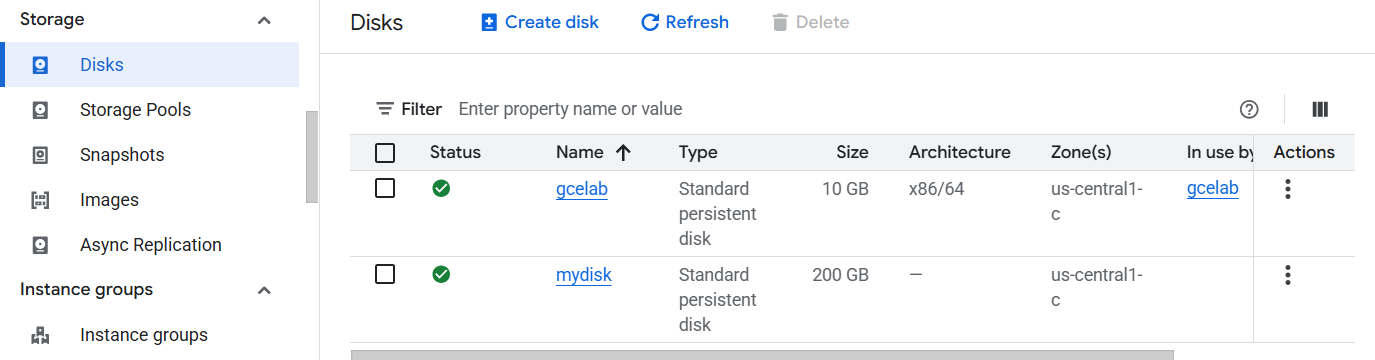 Storage
Disks
Storage Pools
Snapshots
Images
Async Replication
Instance groups
Instance groups
Disks Create disk Refresh Delete
Filter Enter property name or value
Status Name Type Size Architecture Zone(s) In use by Actions
gcelab Standard 10 GB x86/64 us-central1- gcelab
persistent c
disk
mydisk Standard 200 GB — us-central1-
persistent c
disk